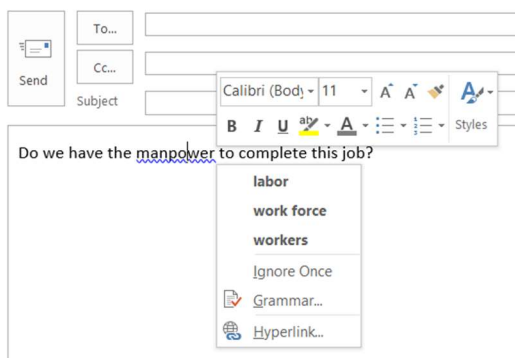 To...
Send
Cc...
Subject
Calibri (Body 11 A A A
B I U aby A Styles
Do we have the manpower to complete this job?
labor
work force
workers
Ignore Once
Grammar...
Hyperlink...